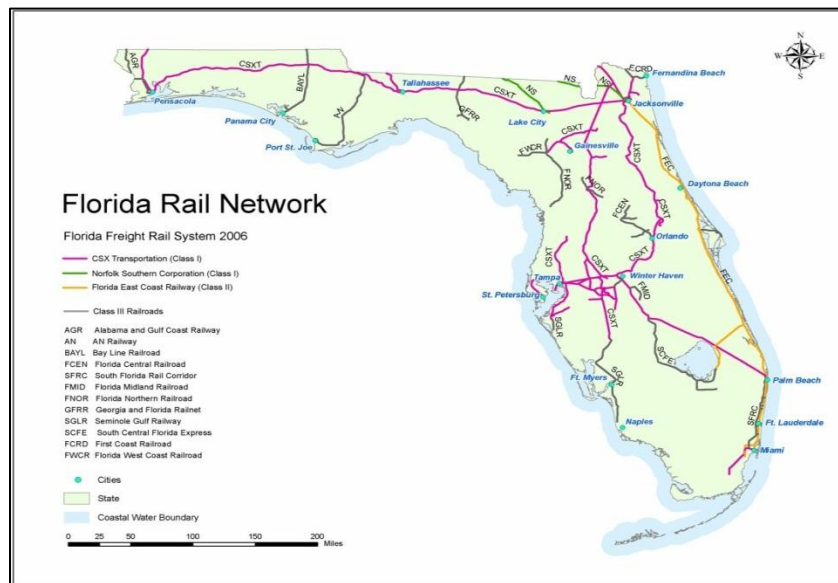 N
W E
S
AGR
CSXT
BAYL
AN
Pensacola
Panama City
Port St. Joe
Tallahassee
CSXT
GFRR
NS
NS
NS
Lake City
FCRD
Fernandina Beach
Jacksonville
CSXT
FWCR
Gainesville
FNOR
FNOR
CSXT
FEC
Daytona Beach
FCEN
Orlando
CSXT
CSXT
CSXT
Tampa
Winter Haven
FEC
St. Petersburg
FMID
CSXT
SGLR
SCFE
SGLR
Ft. Myers
Palm Beach
Naples
SFRC
Ft. Lauderdale
Miami
Florida Rail Network
Florida Freight Rail System 2006
CSX Transportation (Class I)
Norfolk Southern Corporation (Class I)
Florida East Coast Railway (Class II)
Class III Railroads
AGR Alabama and Gulf Coast Railway
AN AN Railway
BAYL Bay Line Railroad
FCEN Florida Central Railroad
SFRC South Florida Rail Corridor
FMID Florida Midland Railroad
FNOR Florida Northern Railroad
GFRR Georgia and Florida Railnet
SGLR Seminole Gulf Railway
SCFE South Central Florida Express
FCRD First Coast Railroad
FWCR Florida West Coast Railroad
Cities
State
Coastal Water Boundary
0 50 100 150 200
Miles